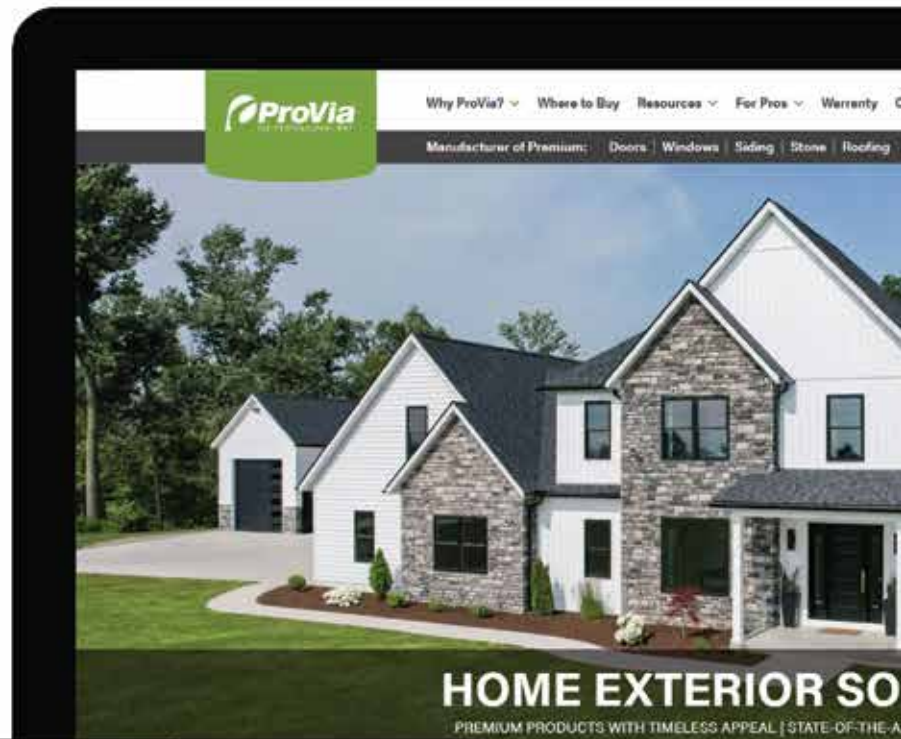 ProVia
Why ProVia? Where to Buy Resources For Pros Warranty
Manufacturer of Premium: Doors | Windows | Siding | Stone | Roofing
HOME EXTERIOR SO
PREMIUM PRODUCTS WITH TIMELESS APPEAL | STATE-OF-THE-A